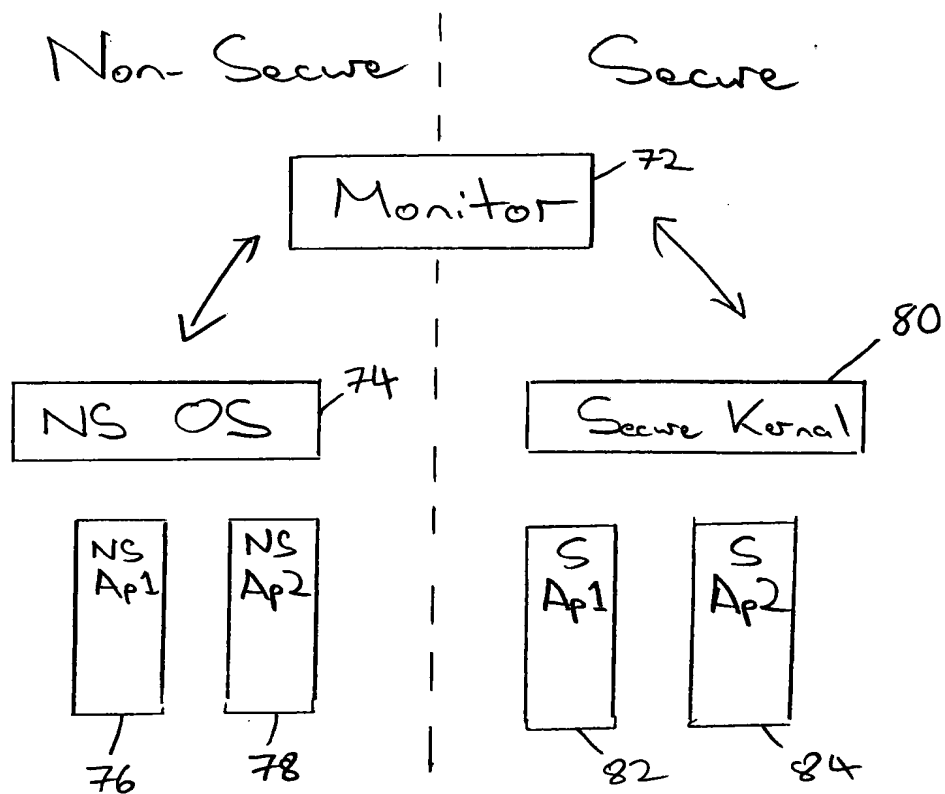 Non- Secure
Secure
Monitor
72
74
NS OS
80
Secure Kernal
NS
Ap1
NS
Ap2
S
Ap1
S
Ap2
76
78
82
84